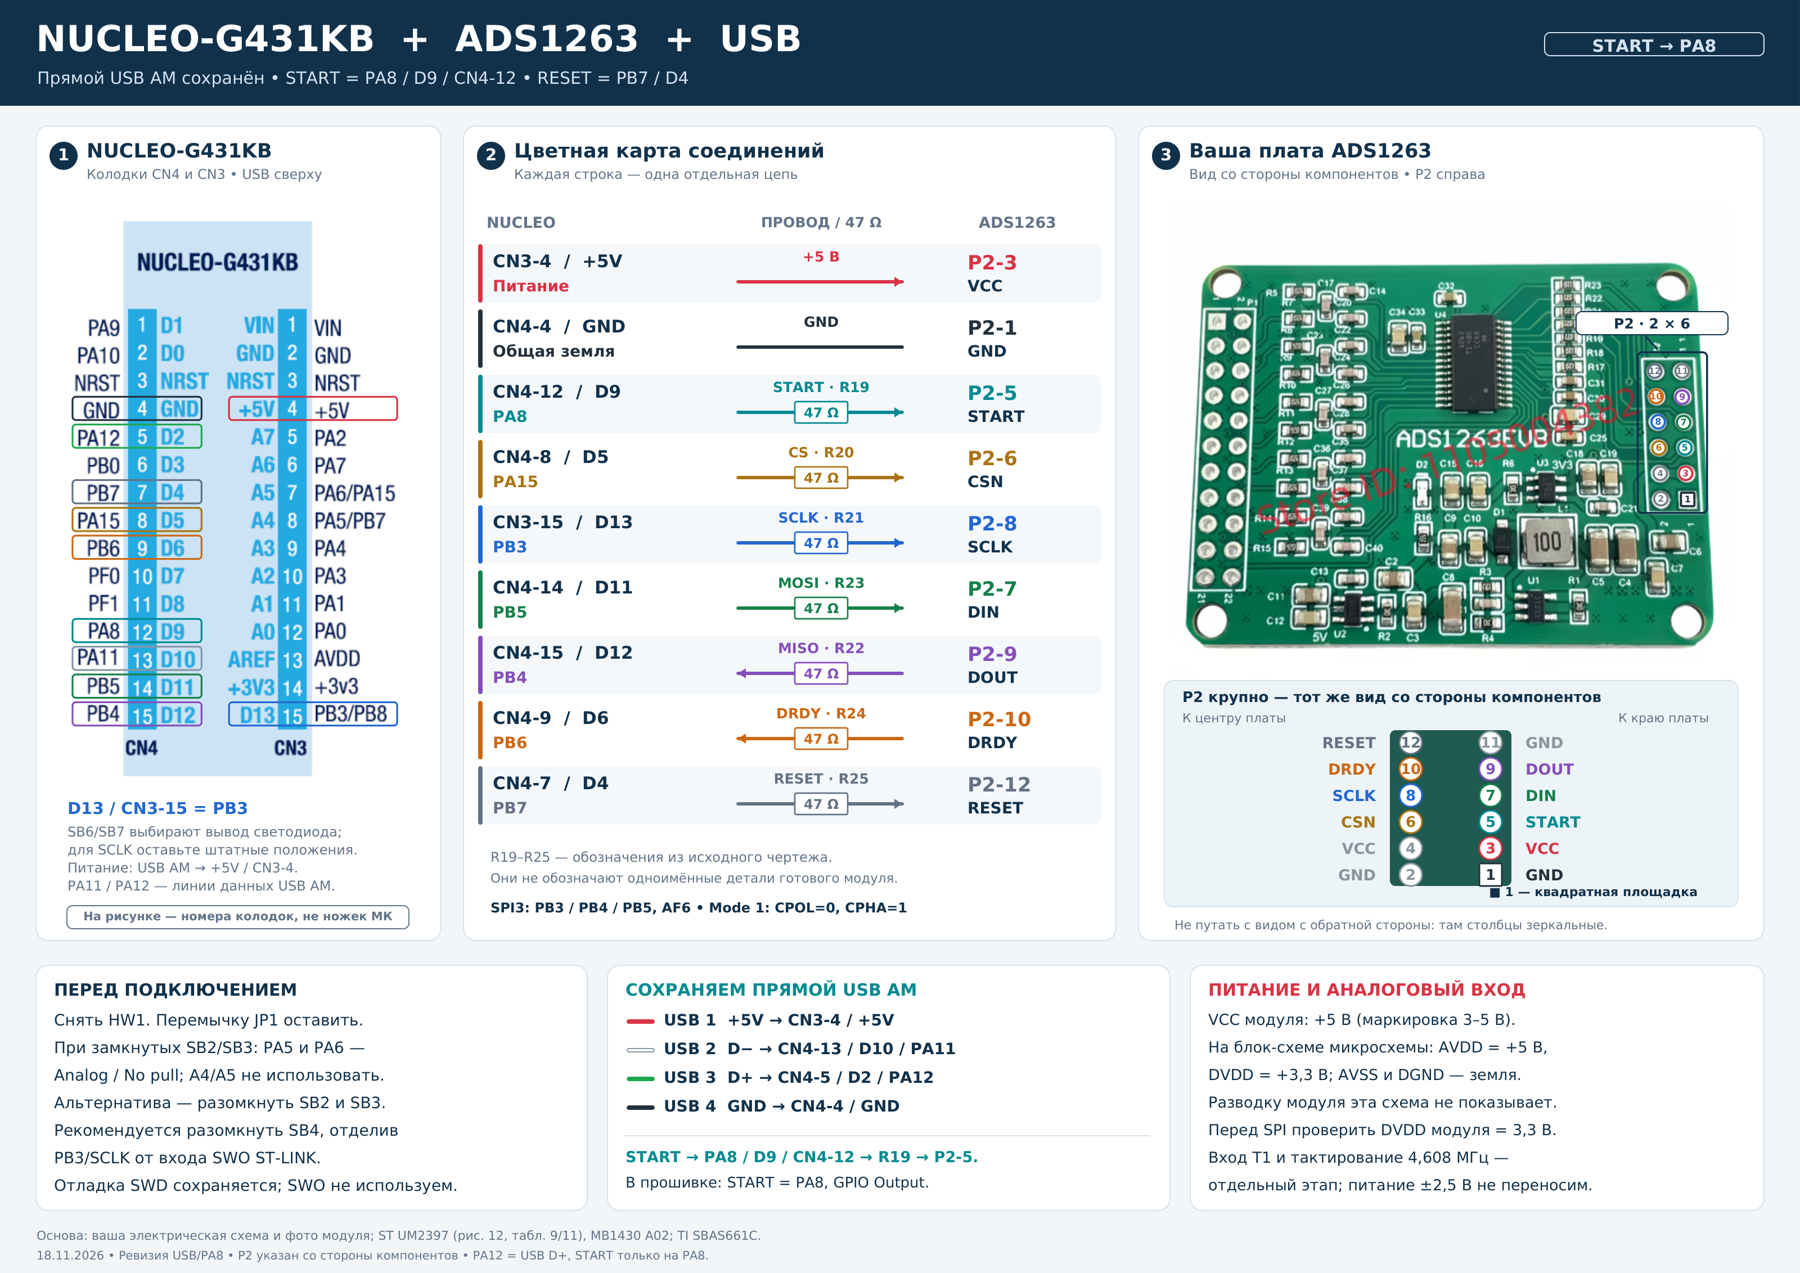 NUCLEO-G431KB + ADS1263 + USB
Прямой USB AM сохранён • START = PA8 / D9 / CN4-12 • RESET = PB7 / D4
START → PA8
1 NUCLEO-G431KB
Колодки CN4 и CN3 • USB сверху
NUCLEO-G431KB
PA9 1 D1 VIN 1 VIN
PA10 2 D0 GND 2 GND
NRST 3 NRST NRST 3 NRST
GND 4 GND +5V 4 +5V
PA12 5 D2 A7 5 PA2
PB0 6 D3 A6 6 PA7
PB7 7 D4 A5 7 PA6/PA15
PA15 8 D5 A4 8 PA5/PB7
PB6 9 D6 A3 9 PA4
PF0 10 D7 A2 10 PA3
PF1 11 D8 A1 11 PA1
PA8 12 D9 A0 12 PA0
PA11 13 D10 AREF 13 AVDD
PB5 14 D11 +3V3 14 +3v3
PB4 15 D12 D13 15 PB3/PB8
CN4 CN3
D13 / CN3-15 = PB3
SB6/SB7 выбирают вывод светодиода;
для SCLK оставьте штатные положения.
Питание: USB AM → +5V / CN3-4.
PA11 / PA12 — линии данных USB AM.
На рисунке — номера колодок, не ножек МК
2 Цветная карта соединений
Каждая строка — одна отдельная цепь
NUCLEO ПРОВОД / 47 Ω ADS1263
CN3-4 / +5V +5 В P2-3
Питание VCC
CN4-4 / GND GND P2-1
Общая земля GND
CN4-12 / D9 START · R19 P2-5
PA8 47 Ω START
CN4-8 / D5 CS · R20 P2-6
PA15 47 Ω CSN
CN3-15 / D13 SCLK · R21 P2-8
PB3 47 Ω SCLK
CN4-14 / D11 MOSI · R23 P2-7
PB5 47 Ω DIN
CN4-15 / D12 MISO · R22 P2-9
PB4 47 Ω DOUT
CN4-9 / D6 DRDY · R24 P2-10
PB6 47 Ω DRDY
CN4-7 / D4 RESET · R25 P2-12
PB7 47 Ω RESET
R19–R25 — обозначения из исходного чертежа.
Они не обозначают одноимённые детали готового модуля.
SPI3: PB3 / PB4 / PB5, AF6 • Mode 1: CPOL=0, CPHA=1
3 Ваша плата ADS1263
Вид со стороны компонентов • P2 справа
P2 · 2 × 6
Store ID: 1103004382
P2 крупно — тот же вид со стороны компонентов
К центру платы К краю платы
RESET 12 11 GND
DRDY 10 9 DOUT
SCLK 8 7 DIN
CSN 6 5 START
VCC 4 3 VCC
GND 2 1 GND
■ 1 — квадратная площадка
Не путать с видом с обратной стороны: там столбцы зеркальные.
ПЕРЕД ПОДКЛЮЧЕНИЕМ
Снять HW1. Перемычку JP1 оставить.
При замкнутых SB2/SB3: PA5 и PA6 —
Analog / No pull; A4/A5 не использовать.
Альтернатива — разомкнуть SB2 и SB3.
Рекомендуется разомкнуть SB4, отделив
PB3/SCLK от входа SWO ST-LINK.
Отладка SWD сохраняется; SWO не используем.
СОХРАНЯЕМ ПРЯМОЙ USB AM
USB 1 +5V → CN3-4 / +5V
USB 2 D− → CN4-13 / D10 / PA11
USB 3 D+ → CN4-5 / D2 / PA12
USB 4 GND → CN4-4 / GND
START → PA8 / D9 / CN4-12 → R19 → P2-5.
В прошивке: START = PA8, GPIO Output.
ПИТАНИЕ И АНАЛОГОВЫЙ ВХОД
VCC модуля: +5 В (маркировка 3–5 В).
На блок-схеме микросхемы: AVDD = +5 В,
DVDD = +3,3 В; AVSS и DGND — земля.
Разводку модуля эта схема не показывает.
Перед SPI проверить DVDD модуля = 3,3 В.
Вход T1 и тактирование 4,608 МГц —
отдельный этап; питание ±2,5 В не переносим.
Основа: ваша электрическая схема и фото модуля; ST UM2397 (рис. 12, табл. 9/11), MB1430 A02; TI SBAS661C.
18.11.2026 • Ревизия USB/PA8 • P2 указан со стороны компонентов • PA12 = USB D+, START только на PA8.